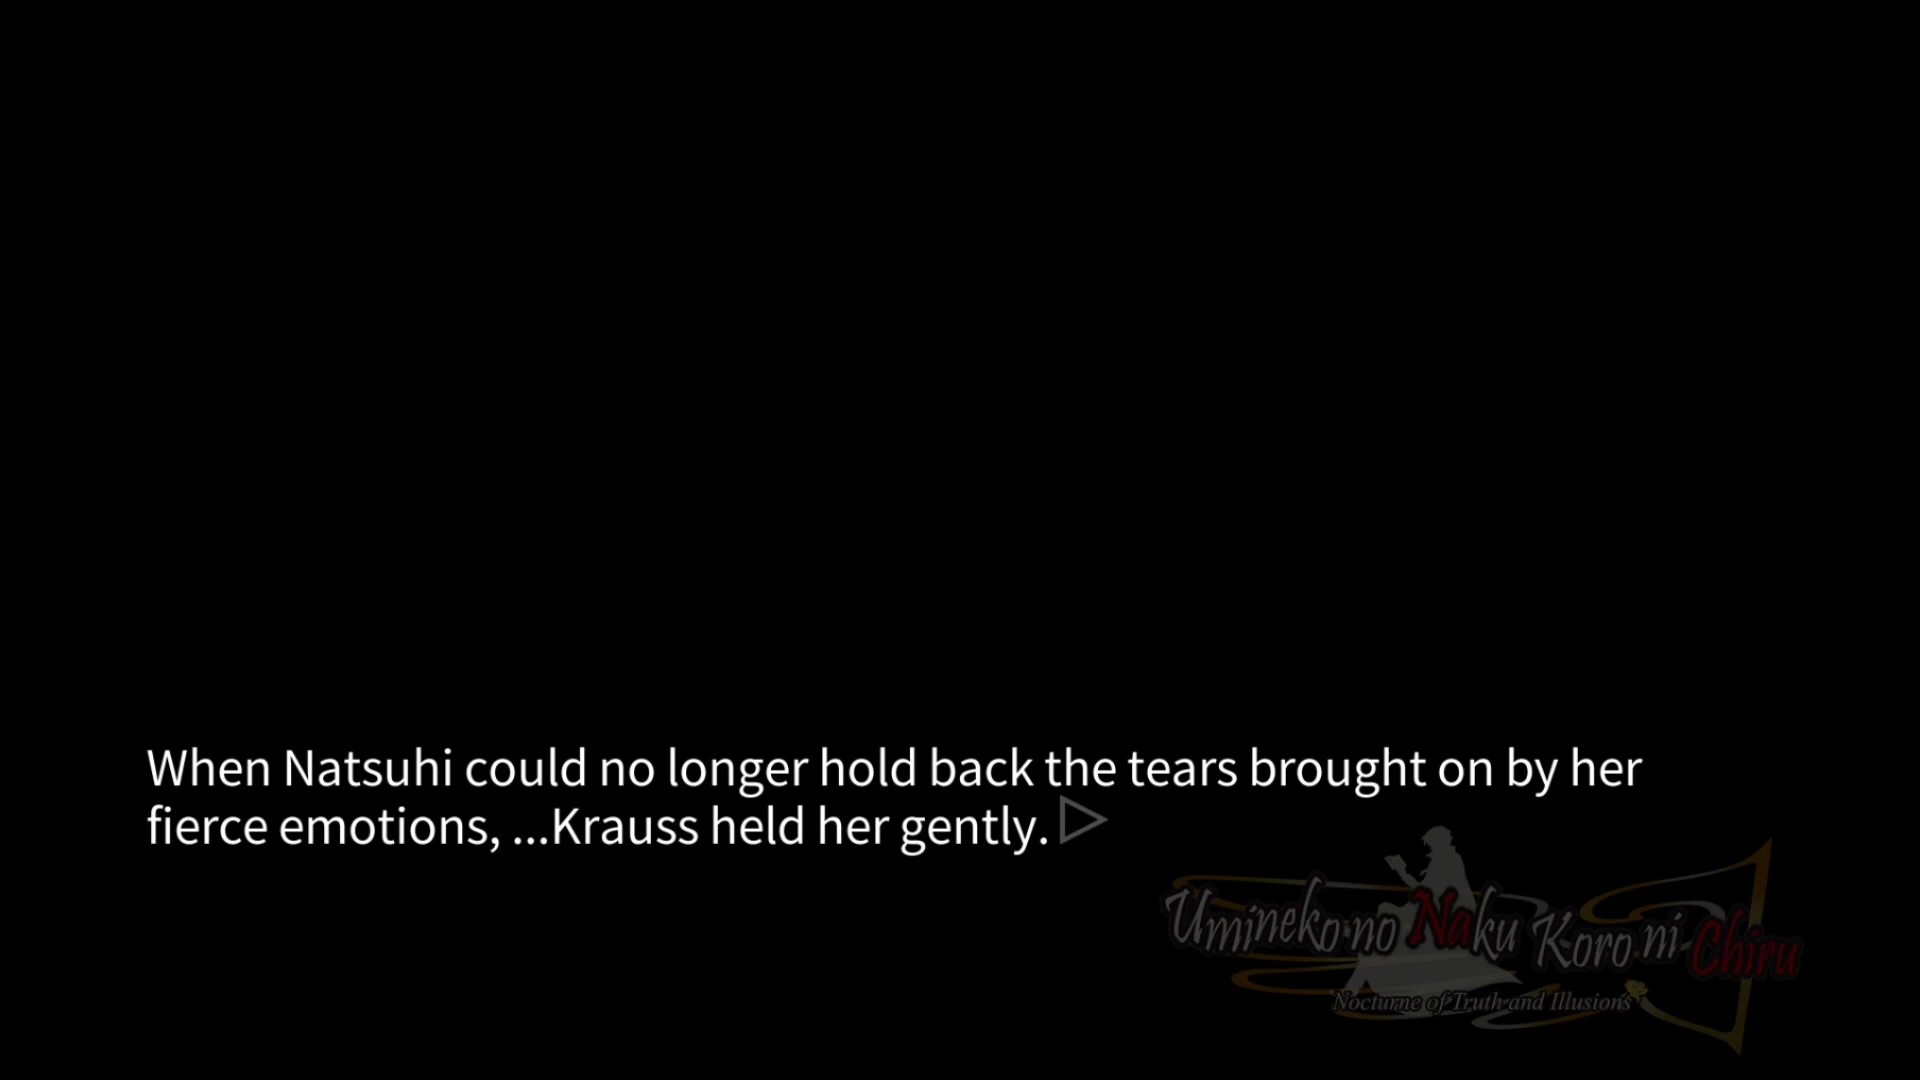 When Natsuhi could no longer hold back the tears brought on by her
fierce emotions, ...Krauss held her gently.
Umineko no Naku Koro ni Chiru
Nocturne of Truth and Illusions